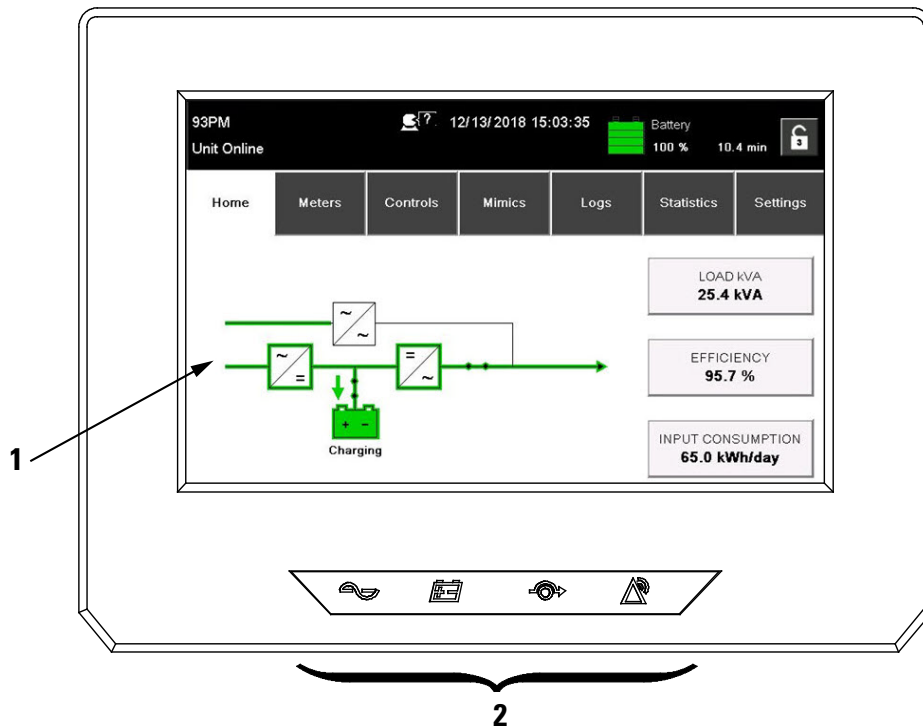 93PM
Unit Online
? 12/13/2018 15:03:35
Battery
100 % 10.4 min
3
Home Meters Controls Mimics Logs Statistics Settings
LOAD kVA
25.4 kVA
EFFICIENCY
95.7 %
INPUT CONSUMPTION
65.0 kWh/day
Charging
1
2